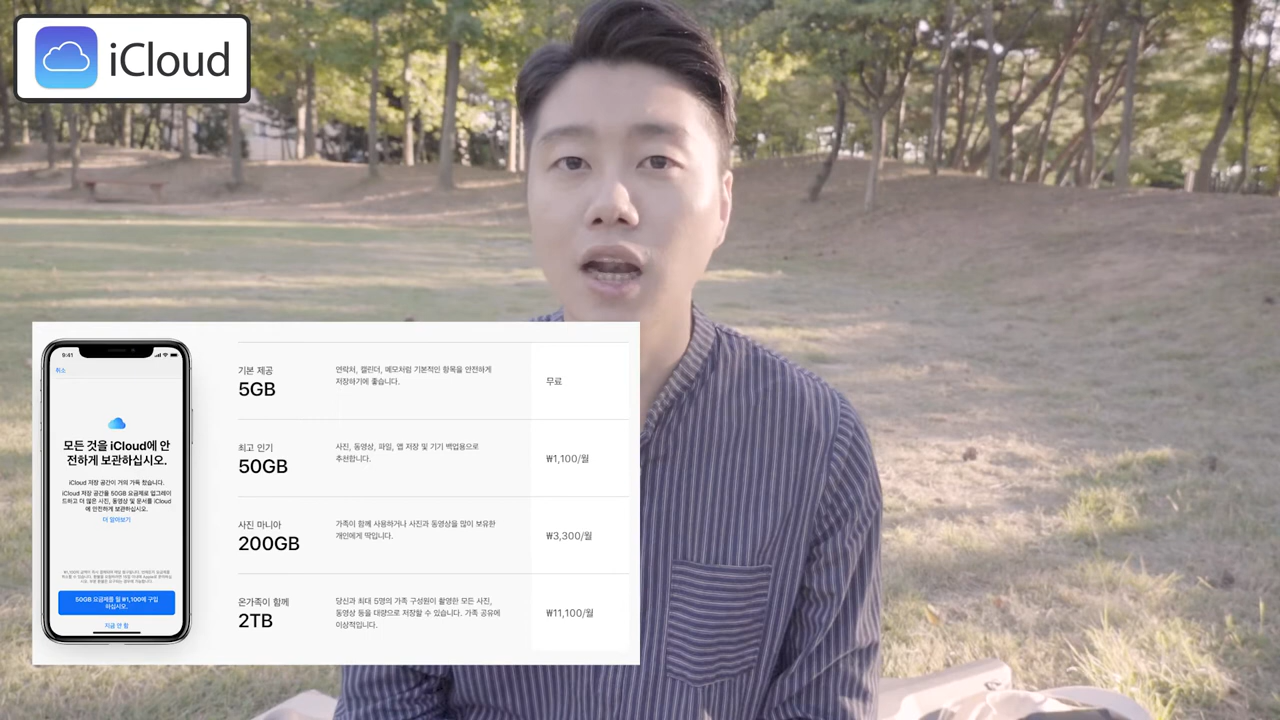 iCloud
9:41
취소
모든 것을 iCloud에 안
전하게 보관하십시오.
iCloud 저장 공간이 거의 가득 찼습니다.
iCloud 저장 공간을 50GB 요금제로 업그레이
드하고 더 많은 사진, 동영상 및 문서를 iCloud
에 안전하게 보관하십시오.
더 알아보기
50GB 요금제를 월 ₩1,100에 구입
하십시오.
지금 안 함
기본 제공
5GB
연락처, 캘린더, 메모처럼 기본적인 항목을 안전하게
저장하기에 좋습니다.
무료
최고 인기
50GB
사진, 동영상, 파일, 앱 저장 및 기기 백업용으로
추천합니다.
₩1,100/월
사진 마니아
200GB
가족이 함께 사용하거나 사진과 동영상을 많이 보유한
개인에게 딱입니다.
₩3,300/월
온가족이 함께
2TB
당신과 최대 5명의 가족 구성원이 촬영한 모든 사진,
동영상 등을 대량으로 저장할 수 있습니다. 가족 공유에
이상적입니다.
₩11,100/월